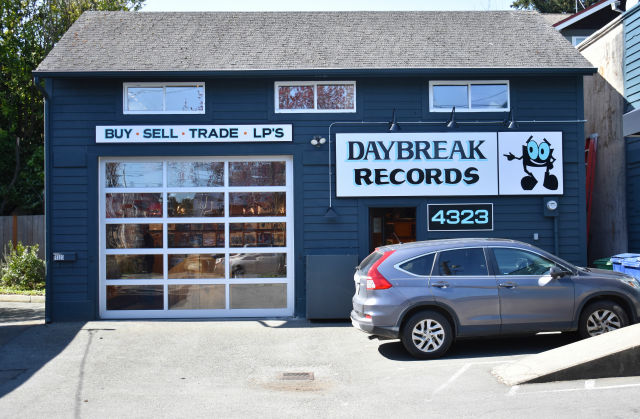 BUY · SELL · TRADE · LP'S
DAYBREAK
RECORDS
4323